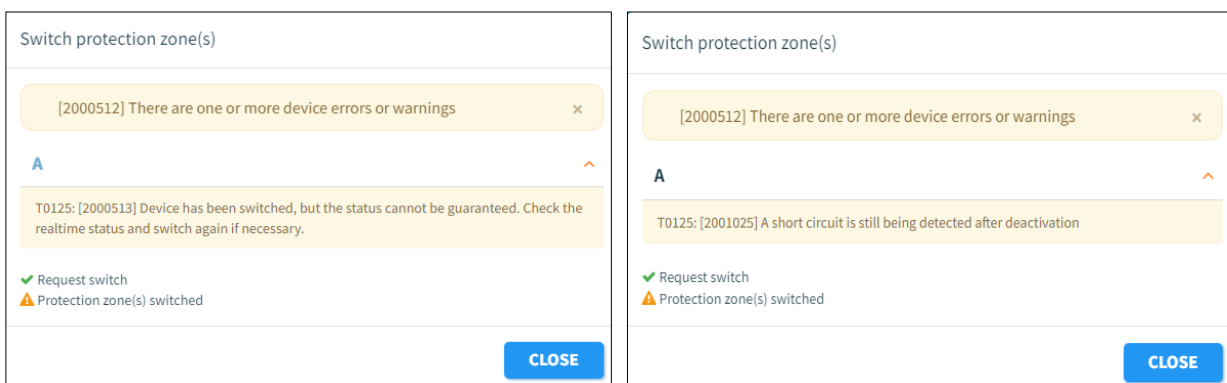 Switch protection zone(s)
[2000512] There are one or more device errors or warnings ×
A
T0125: [2000513] Device has been switched, but the status cannot be guaranteed. Check the
realtime status and switch again if necessary.
Request switch
Protection zone(s) switched
CLOSE
Switch protection zone(s)
[2000512] There are one or more device errors or warnings ×
A
T0125: [2001025] A short circuit is still being detected after deactivation
Request switch
Protection zone(s) switched
CLOSE